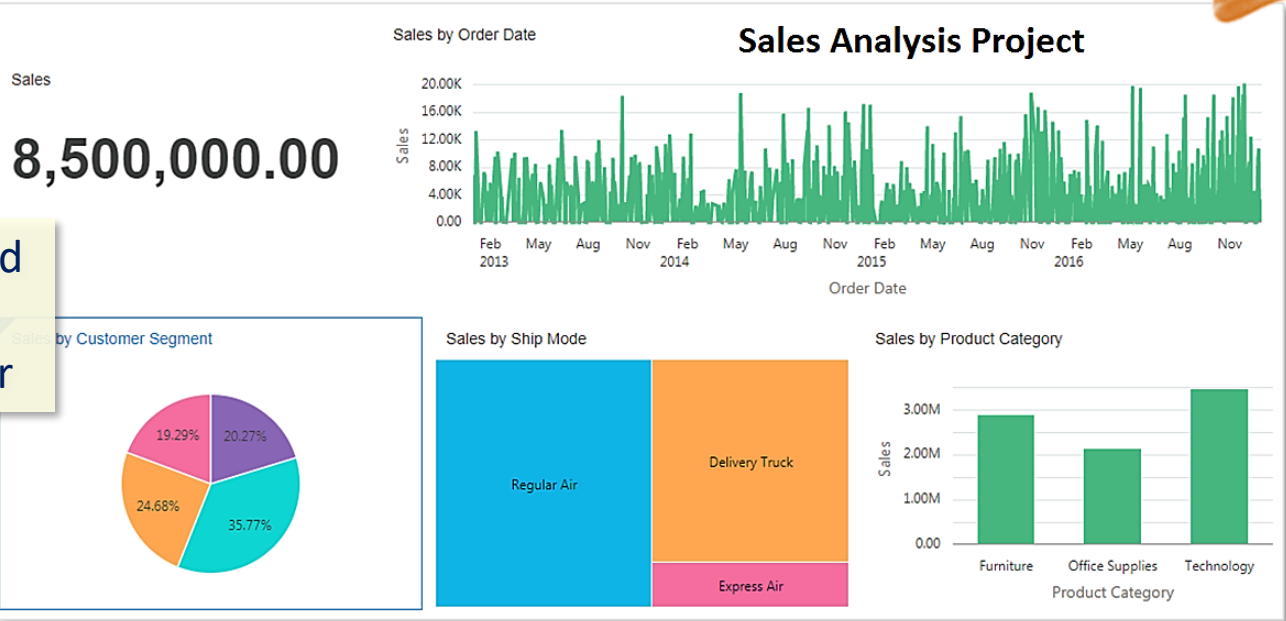 Sales by Order Date
Sales Analysis Project
Sales
8,500,000.00
20.00K
16.00K
12.00K
8.00K
4.00K
0.00
Sales
Feb May Aug Nov Feb May Aug Nov Feb May Aug Nov Feb May Aug Nov
2013 2014 2015 2016
Order Date
d
r
Sales by Customer Segment
19.29%
20.27%
24.68%
35.77%
Sales by Ship Mode
Regular Air
Delivery Truck
Express Air
Sales by Product Category
3.00M
2.00M
1.00M
0.00
Sales
Furniture Office Supplies Technology
Product Category